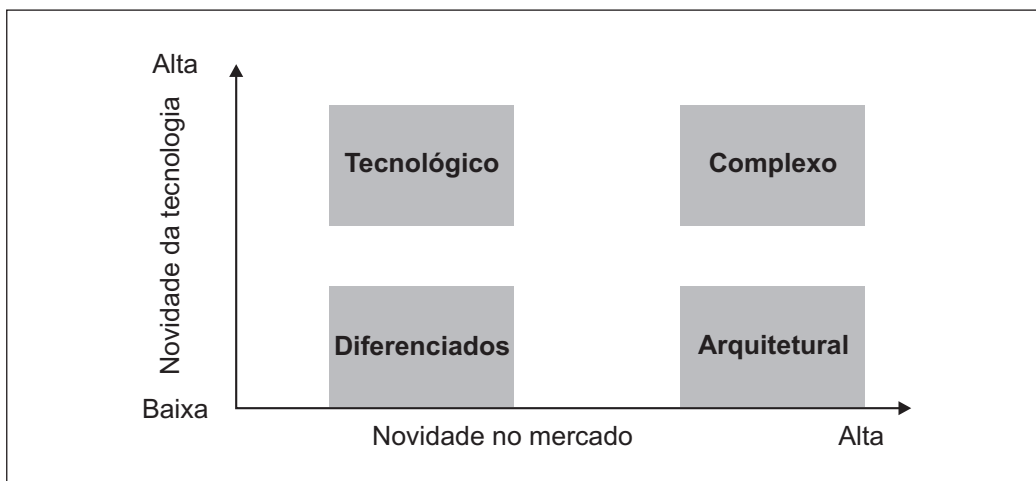 Alta
Novidade da tecnologia
Tecnológico
Complexo
Diferenciados
Arquitetural
Baixa
Novidade no mercado
Alta